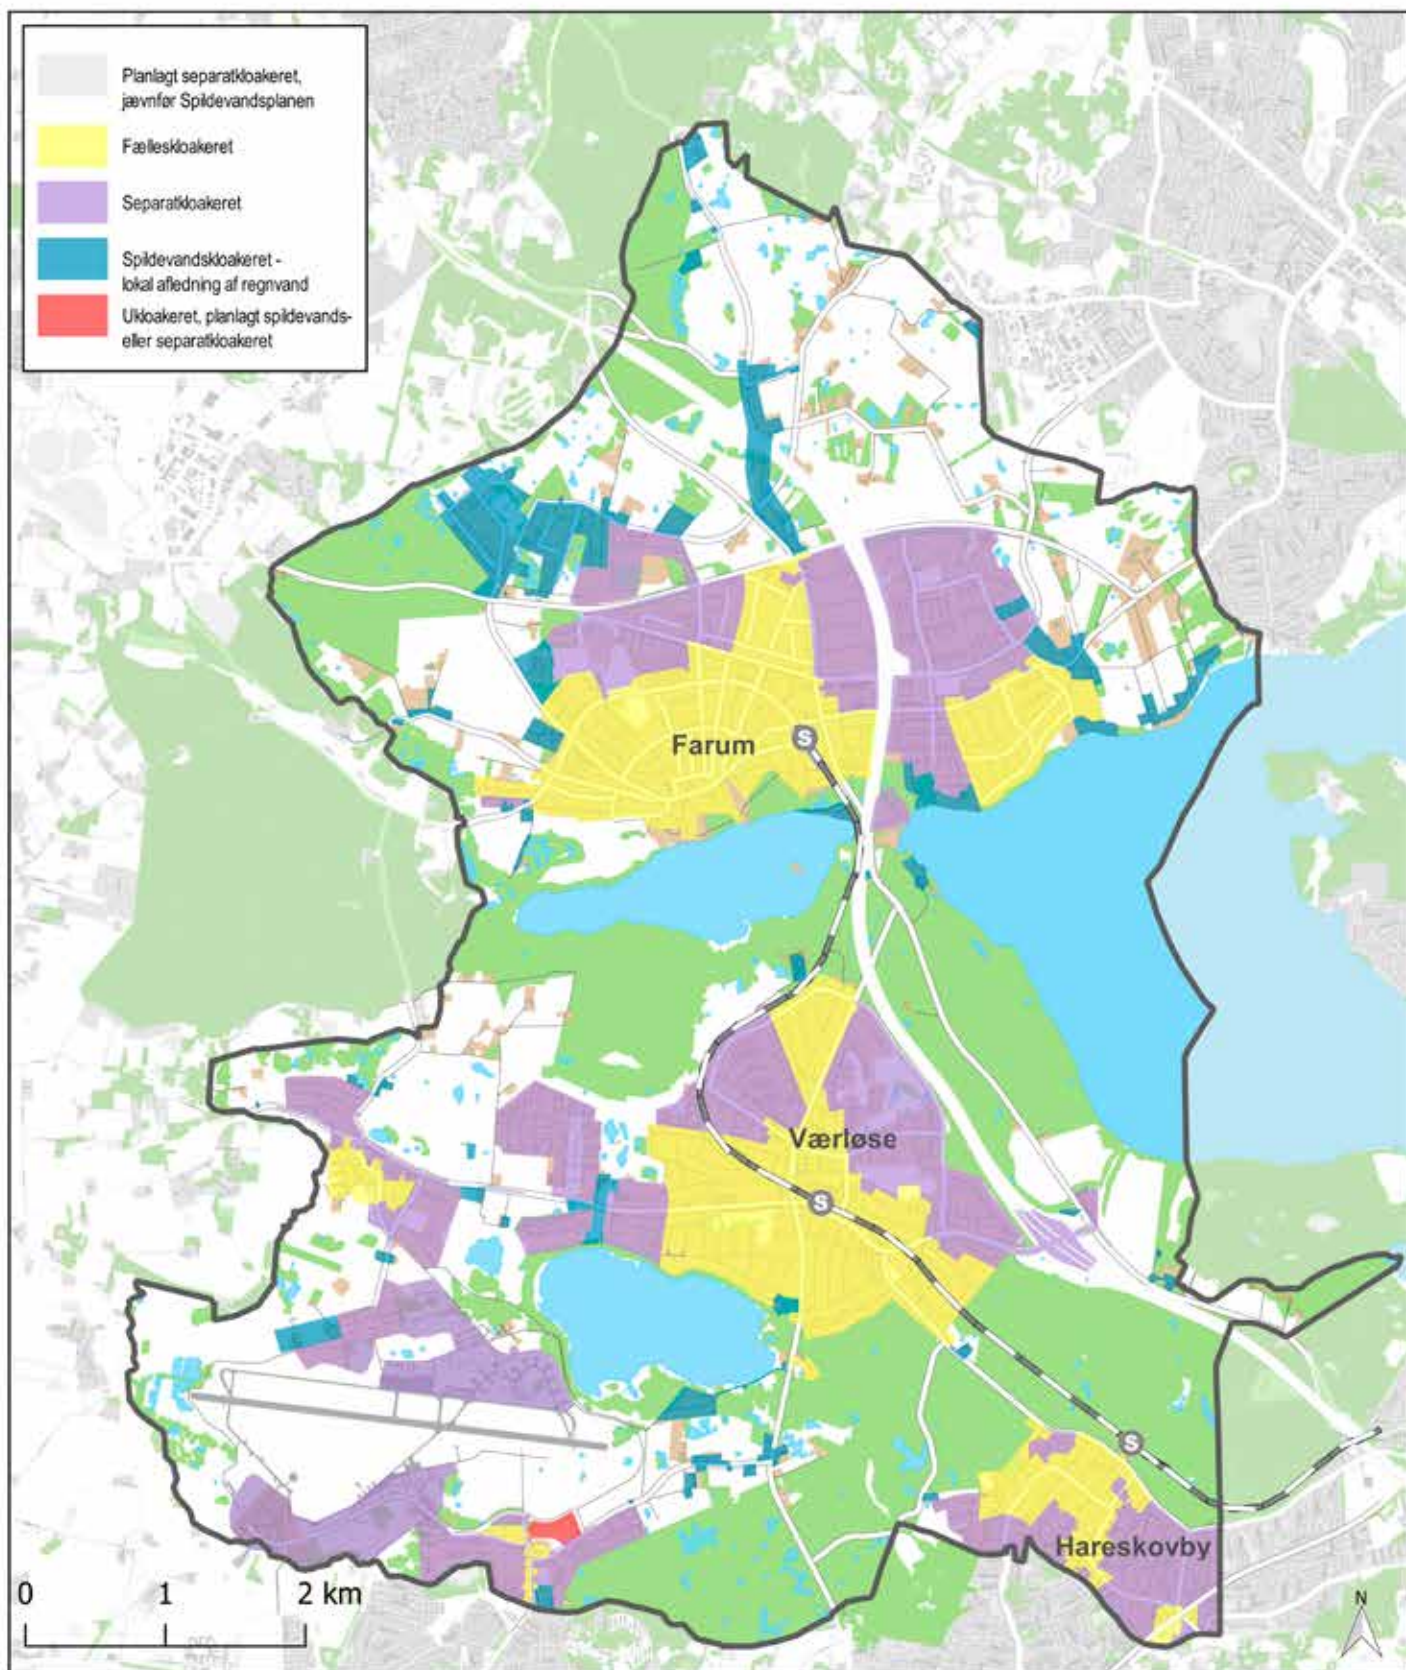 Planlagt separatkloakeret,
jævnfør Spildevandsplanen
Fælleskloakeret
Separatkloakeret
Spildevandskloakeret -
lokal afledning af regnvand
Ukloakeret, planlagt spildevands-
eller separatkloakeret
Farum
S
Værløse
S
S
Hareskovby
0 1 2 km
N